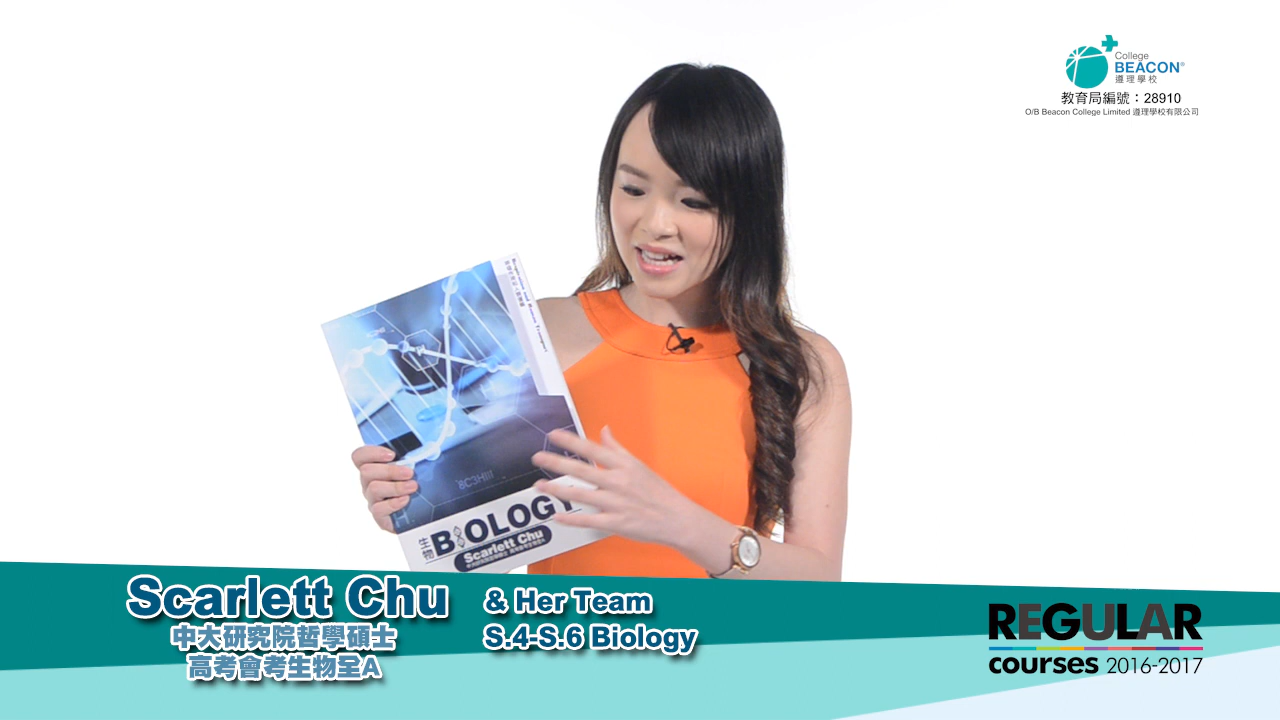 College
BEACON®
遵理學校
教育局編號：28910
O/B Beacon College Limited 遵理學校有限公司
生物 BIOLOGY
Scarlett Chu
Scarlett Chu
中大研究院哲學碩士
高考會考生物全A
& Her Team
S.4-S.6 Biology
REGULAR
courses 2016-2017